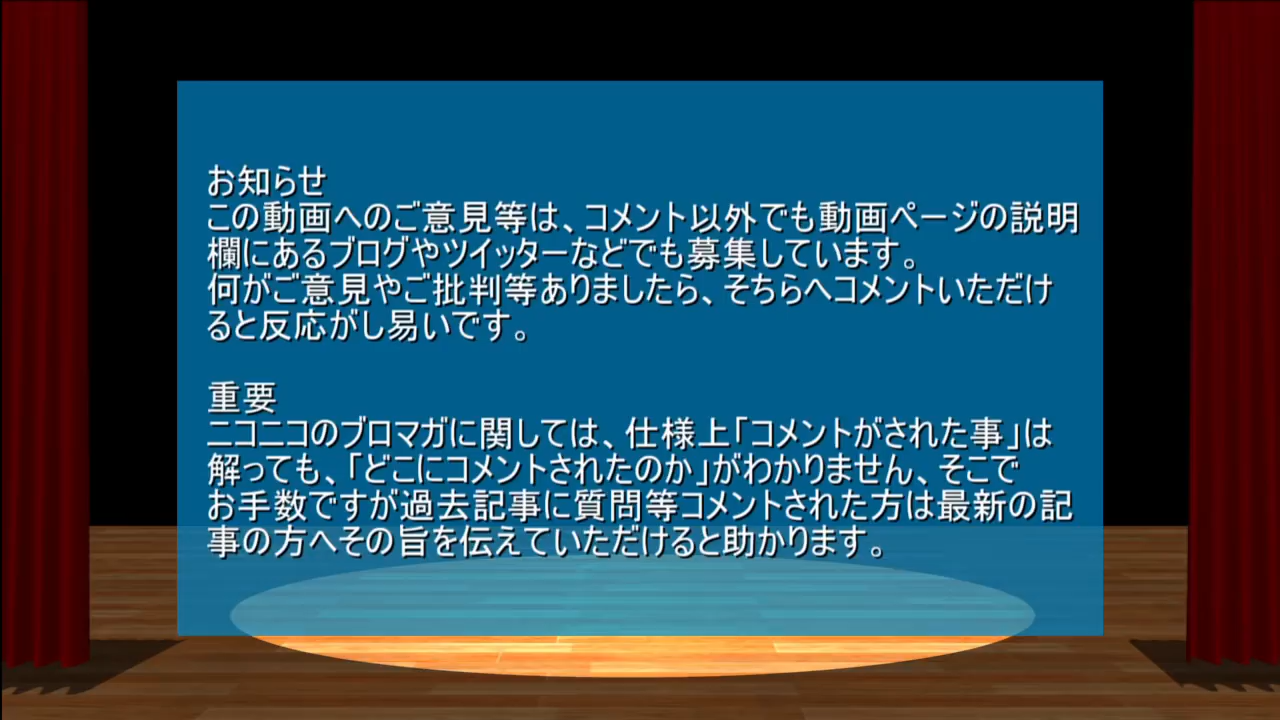 お知らせ
この動画へのご意見等は、コメント以外でも動画ページの説明
欄にあるブログやツイッターなどでも募集しています。
何がご意見やご批判等ありましたら、そちらへコメントいただけ
ると反応がし易いです。
重要
ニコニコのブロマガに関しては、仕様上「コメントがされた事」は
解っても、「どこにコメントされたのか」がわかりません、そこで
お手数ですが過去記事に質問等コメントされた方は最新の記
事の方へその旨を伝えていただけると助かります。